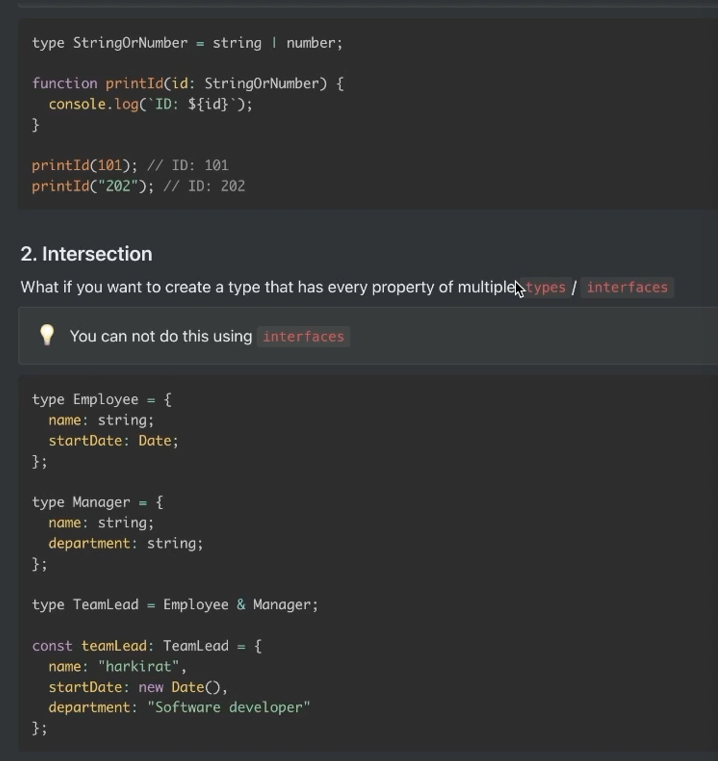 type StringOrNumber = string | number;

function printId(id: StringOrNumber) {
  console.log(`ID: ${id}`);
}

printId(101); // ID: 101
printId("202"); // ID: 202
2. Intersection
What if you want to create a type that has every property of multiple types / interfaces
You can not do this using interfaces
type Employee = {
  name: string;
  startDate: Date;
};

type Manager = {
  name: string;
  department: string;
};

type TeamLead = Employee & Manager;

const teamLead: TeamLead = {
  name: "harkirat",
  startDate: new Date(),
  department: "Software developer"
};